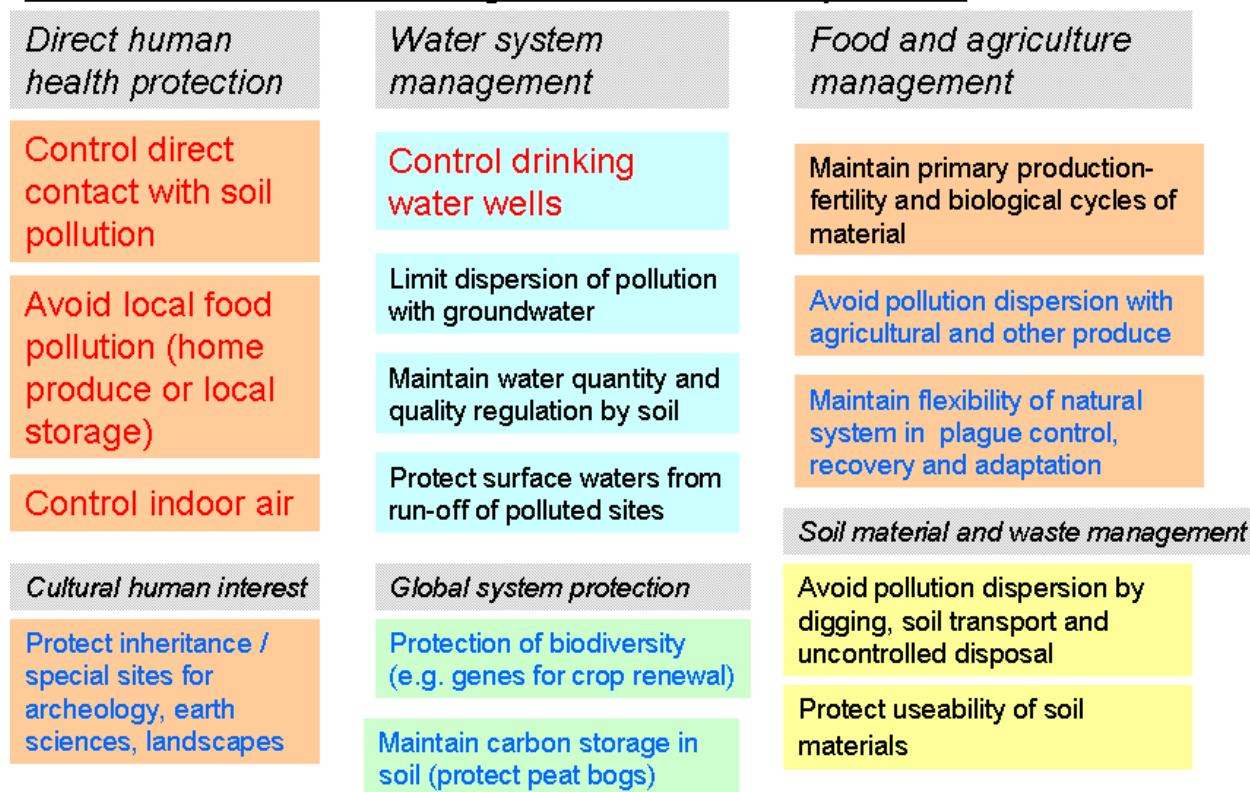 Direct human
health protection
Control direct
contact with soil
pollution
Avoid local food
pollution (home
produce or local
storage)
Control indoor air
Cultural human interest
Protect inheritance /
special sites for
archeology, earth
sciences, landscapes
Water system
management
Control drinking
water wells
Limit dispersion of pollution
with groundwater
Maintain water quantity and
quality regulation by soil
Protect surface waters from
run-off of polluted sites
Global system protection
Protection of biodiversity
(e.g. genes for crop renewal)
Maintain carbon storage in
soil (protect peat bogs)
Food and agriculture
management
Maintain primary production-
fertility and biological cycles of
material
Avoid pollution dispersion with
agricultural and other produce
Maintain flexibility of natural
system in plague control,
recovery and adaptation
Soil material and waste management
Avoid pollution dispersion by
digging, soil transport and
uncontrolled disposal
Protect useability of soil
materials